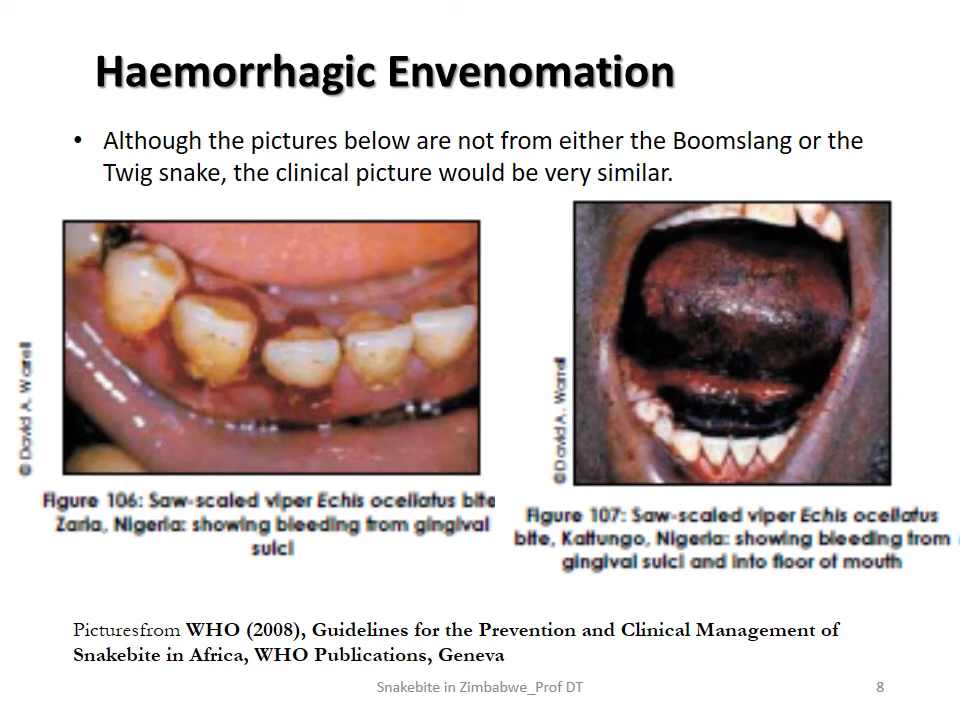 Haemorrhagic Envenomation
• Although the pictures below are not from either the Boomslang or the
Twig snake, the clinical picture would be very similar.
© David A. Warrell
© David A. Warrell
Figure 106: Saw-scaled viper Echis ocellatus bite
Zaria, Nigeria: showing bleeding from gingival
sulci
Figure 107: Saw-scaled viper Echis ocellatus
bite, Kaltungo, Nigeria: showing bleeding from
gingival sulci and into floor of mouth
Picturesfrom WHO (2008), Guidelines for the Prevention and Clinical Management of
Snakebite in Africa, WHO Publications, Geneva
Snakebite in Zimbabwe_Prof DT
8